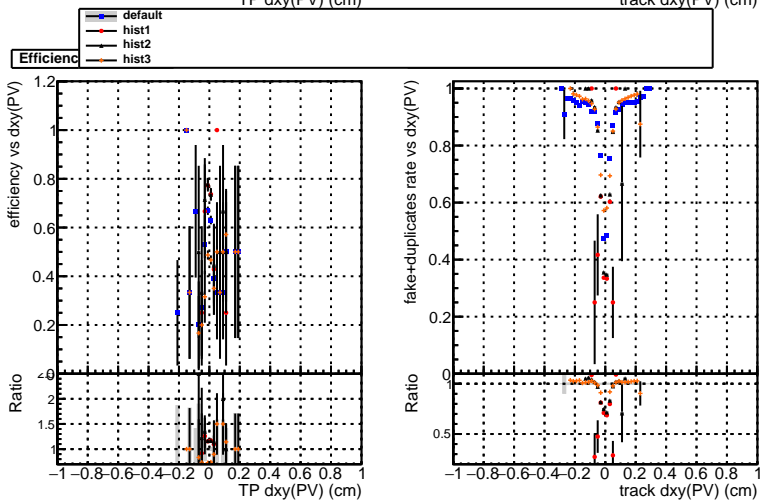 TP dxy(PV) (cm) track dxy(PV) (cm)
default
hist1
hist2
hist3
Efficienc
efficiency vs dxy(PV)
1.2
1
0.8
0.6
0.4
0.2
0
Ratio
2
1.5
1
−1 −0.8 −0.6 −0.4 −0.2 0 0.2 0.4 0.6 0.8 1
TP dxy(PV) (cm)
fake+duplicates rate vs dxy(PV)
1
0.8
0.6
0.4
0.2
0
Ratio
1
0.5
−1 −0.8 −0.6 −0.4 −0.2 0 0.2 0.4 0.6 0.8 1
track dxy(PV) (cm)